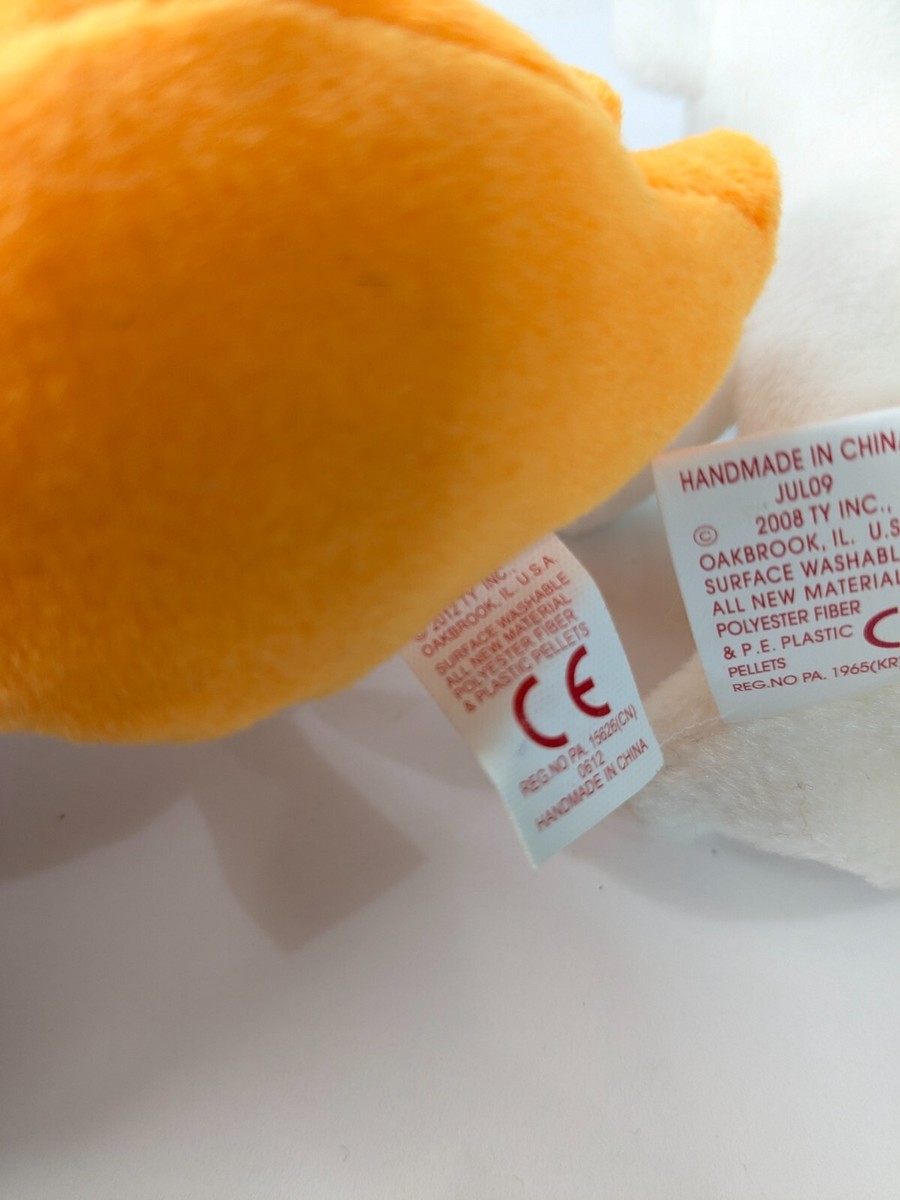 © 2012 TY INC.,
OAKBROOK, IL. U.S.A.
SURFACE WASHABLE
ALL NEW MATERIAL
POLYESTER FIBER
& PLASTIC PELLETS
CE
REG.NO PA. 15626(CN)
0612
HANDMADE IN CHINA
HANDMADE IN CHINA
JUL09
© 2008 TY INC.,
OAKBROOK, IL. U.S
SURFACE WASHABL
ALL NEW MATERIAL
POLYESTER FIBER
& P.E. PLASTIC C
PELLETS
REG.NO PA. 1965(KR